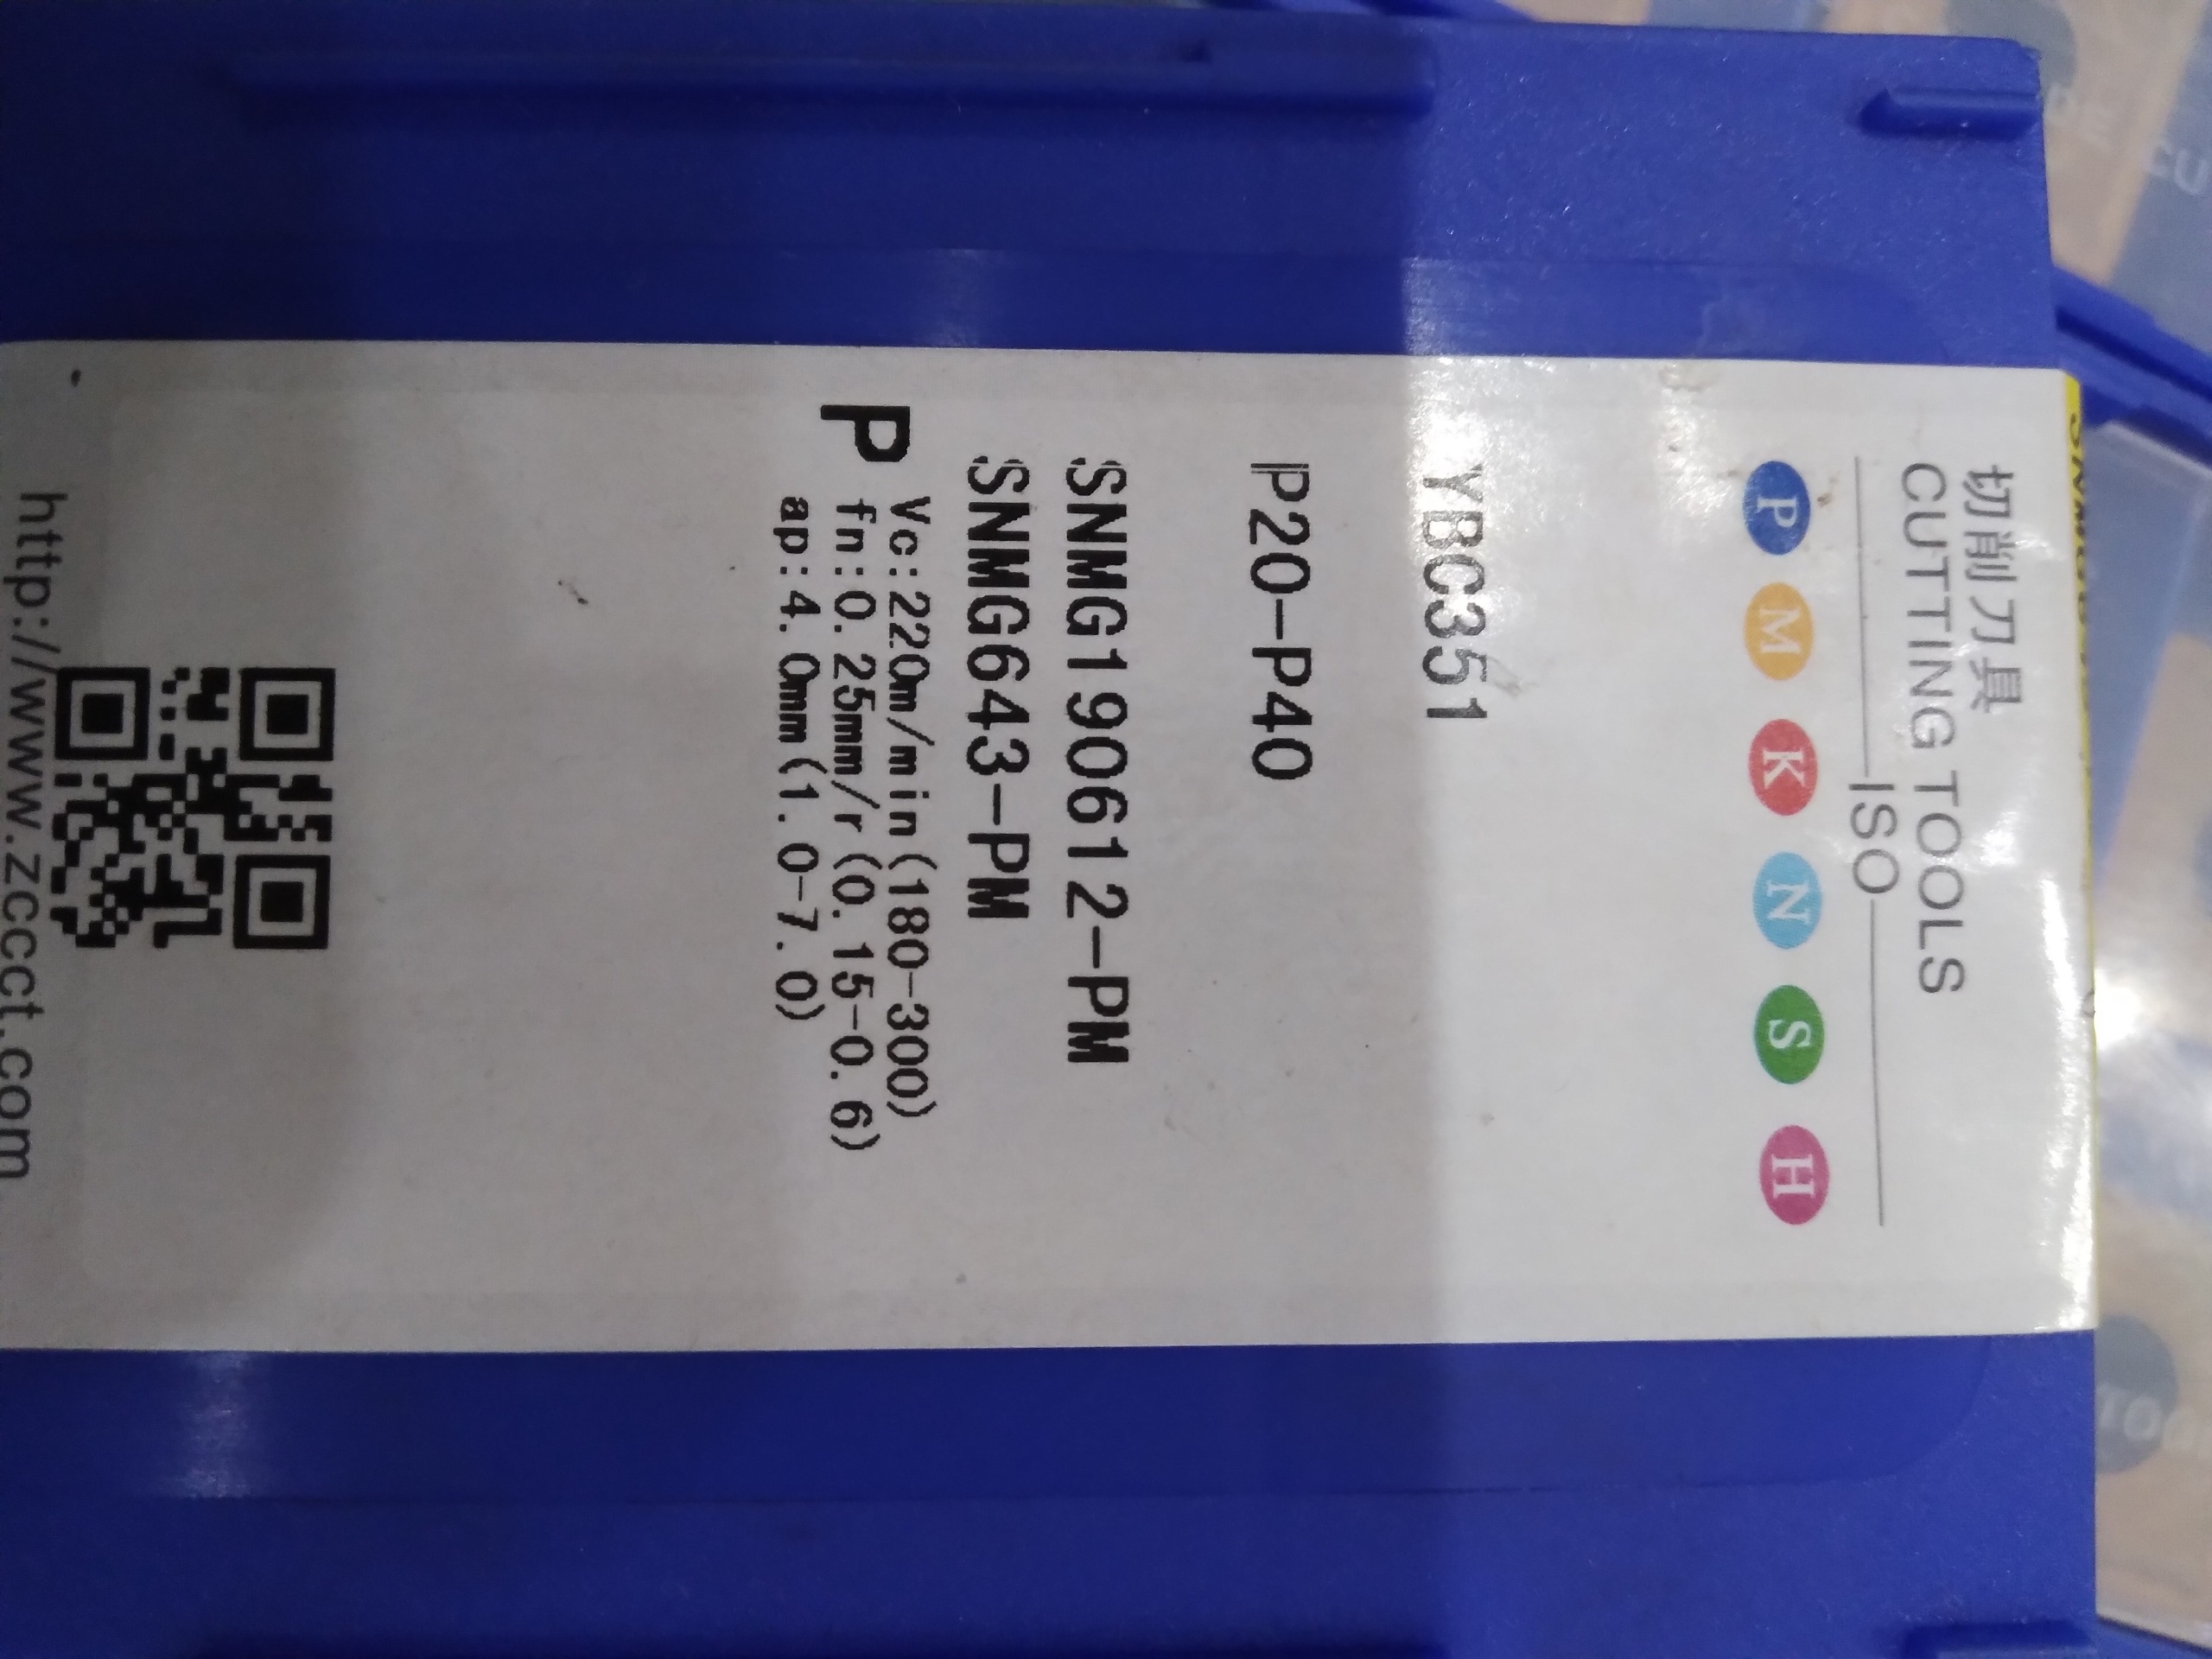 切削刀具
CUTTING TOOLS
ISO
P M K N S H
YBC351
P20-P40
SNMG190612-PM
SNMG643-PM
P
Vc:220m/min(180-300)
fn:0.25mm/r(0.15-0.6)
ap:4.0mm(1.0-7.0)
http://www.zccct.com